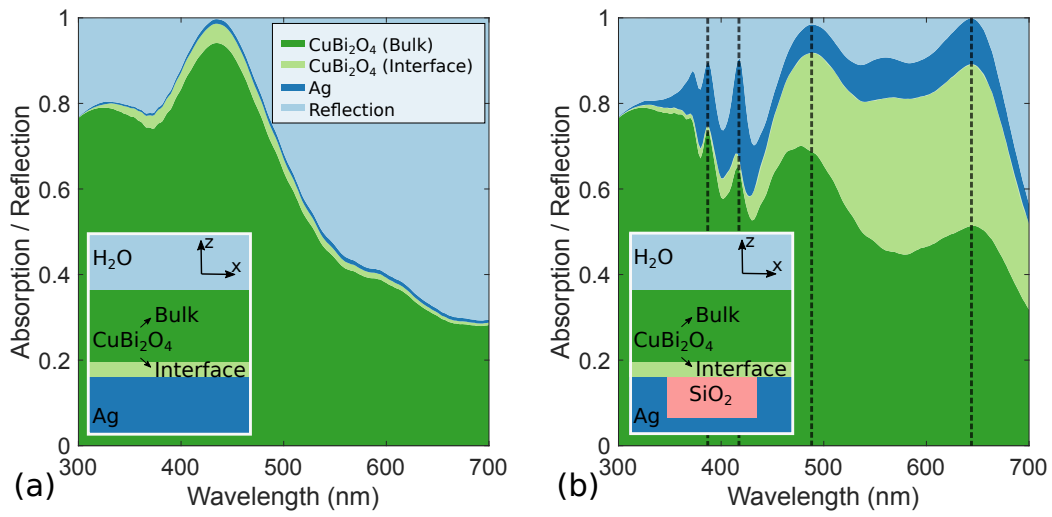 Absorption / Reflection
1
0.8
0.6
0.4
0.2
0
CuBi₂O₄ (Bulk)
CuBi₂O₄ (Interface)
Ag
Reflection
H₂O
z
x
Bulk
CuBi₂O₄
Interface
Ag
300
400
500
600
700
Wavelength (nm)
(a)
Absorption / Reflection
1
0.8
0.6
0.4
0.2
0
H₂O
z
x
Bulk
CuBi₂O₄
Interface
SiO₂
Ag
300
400
500
600
700
Wavelength (nm)
(b)